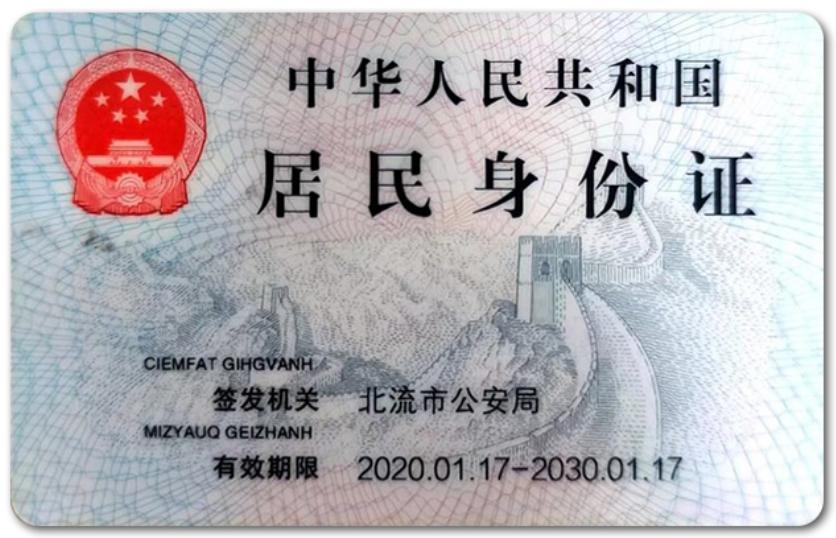 中华人民共和国
居民身份证
CIEMFAT GIHGVANH
签发机关 北流市公安局
MIZYAUQ GEIZHANH
有效期限 2020.01.17-2030.01.17